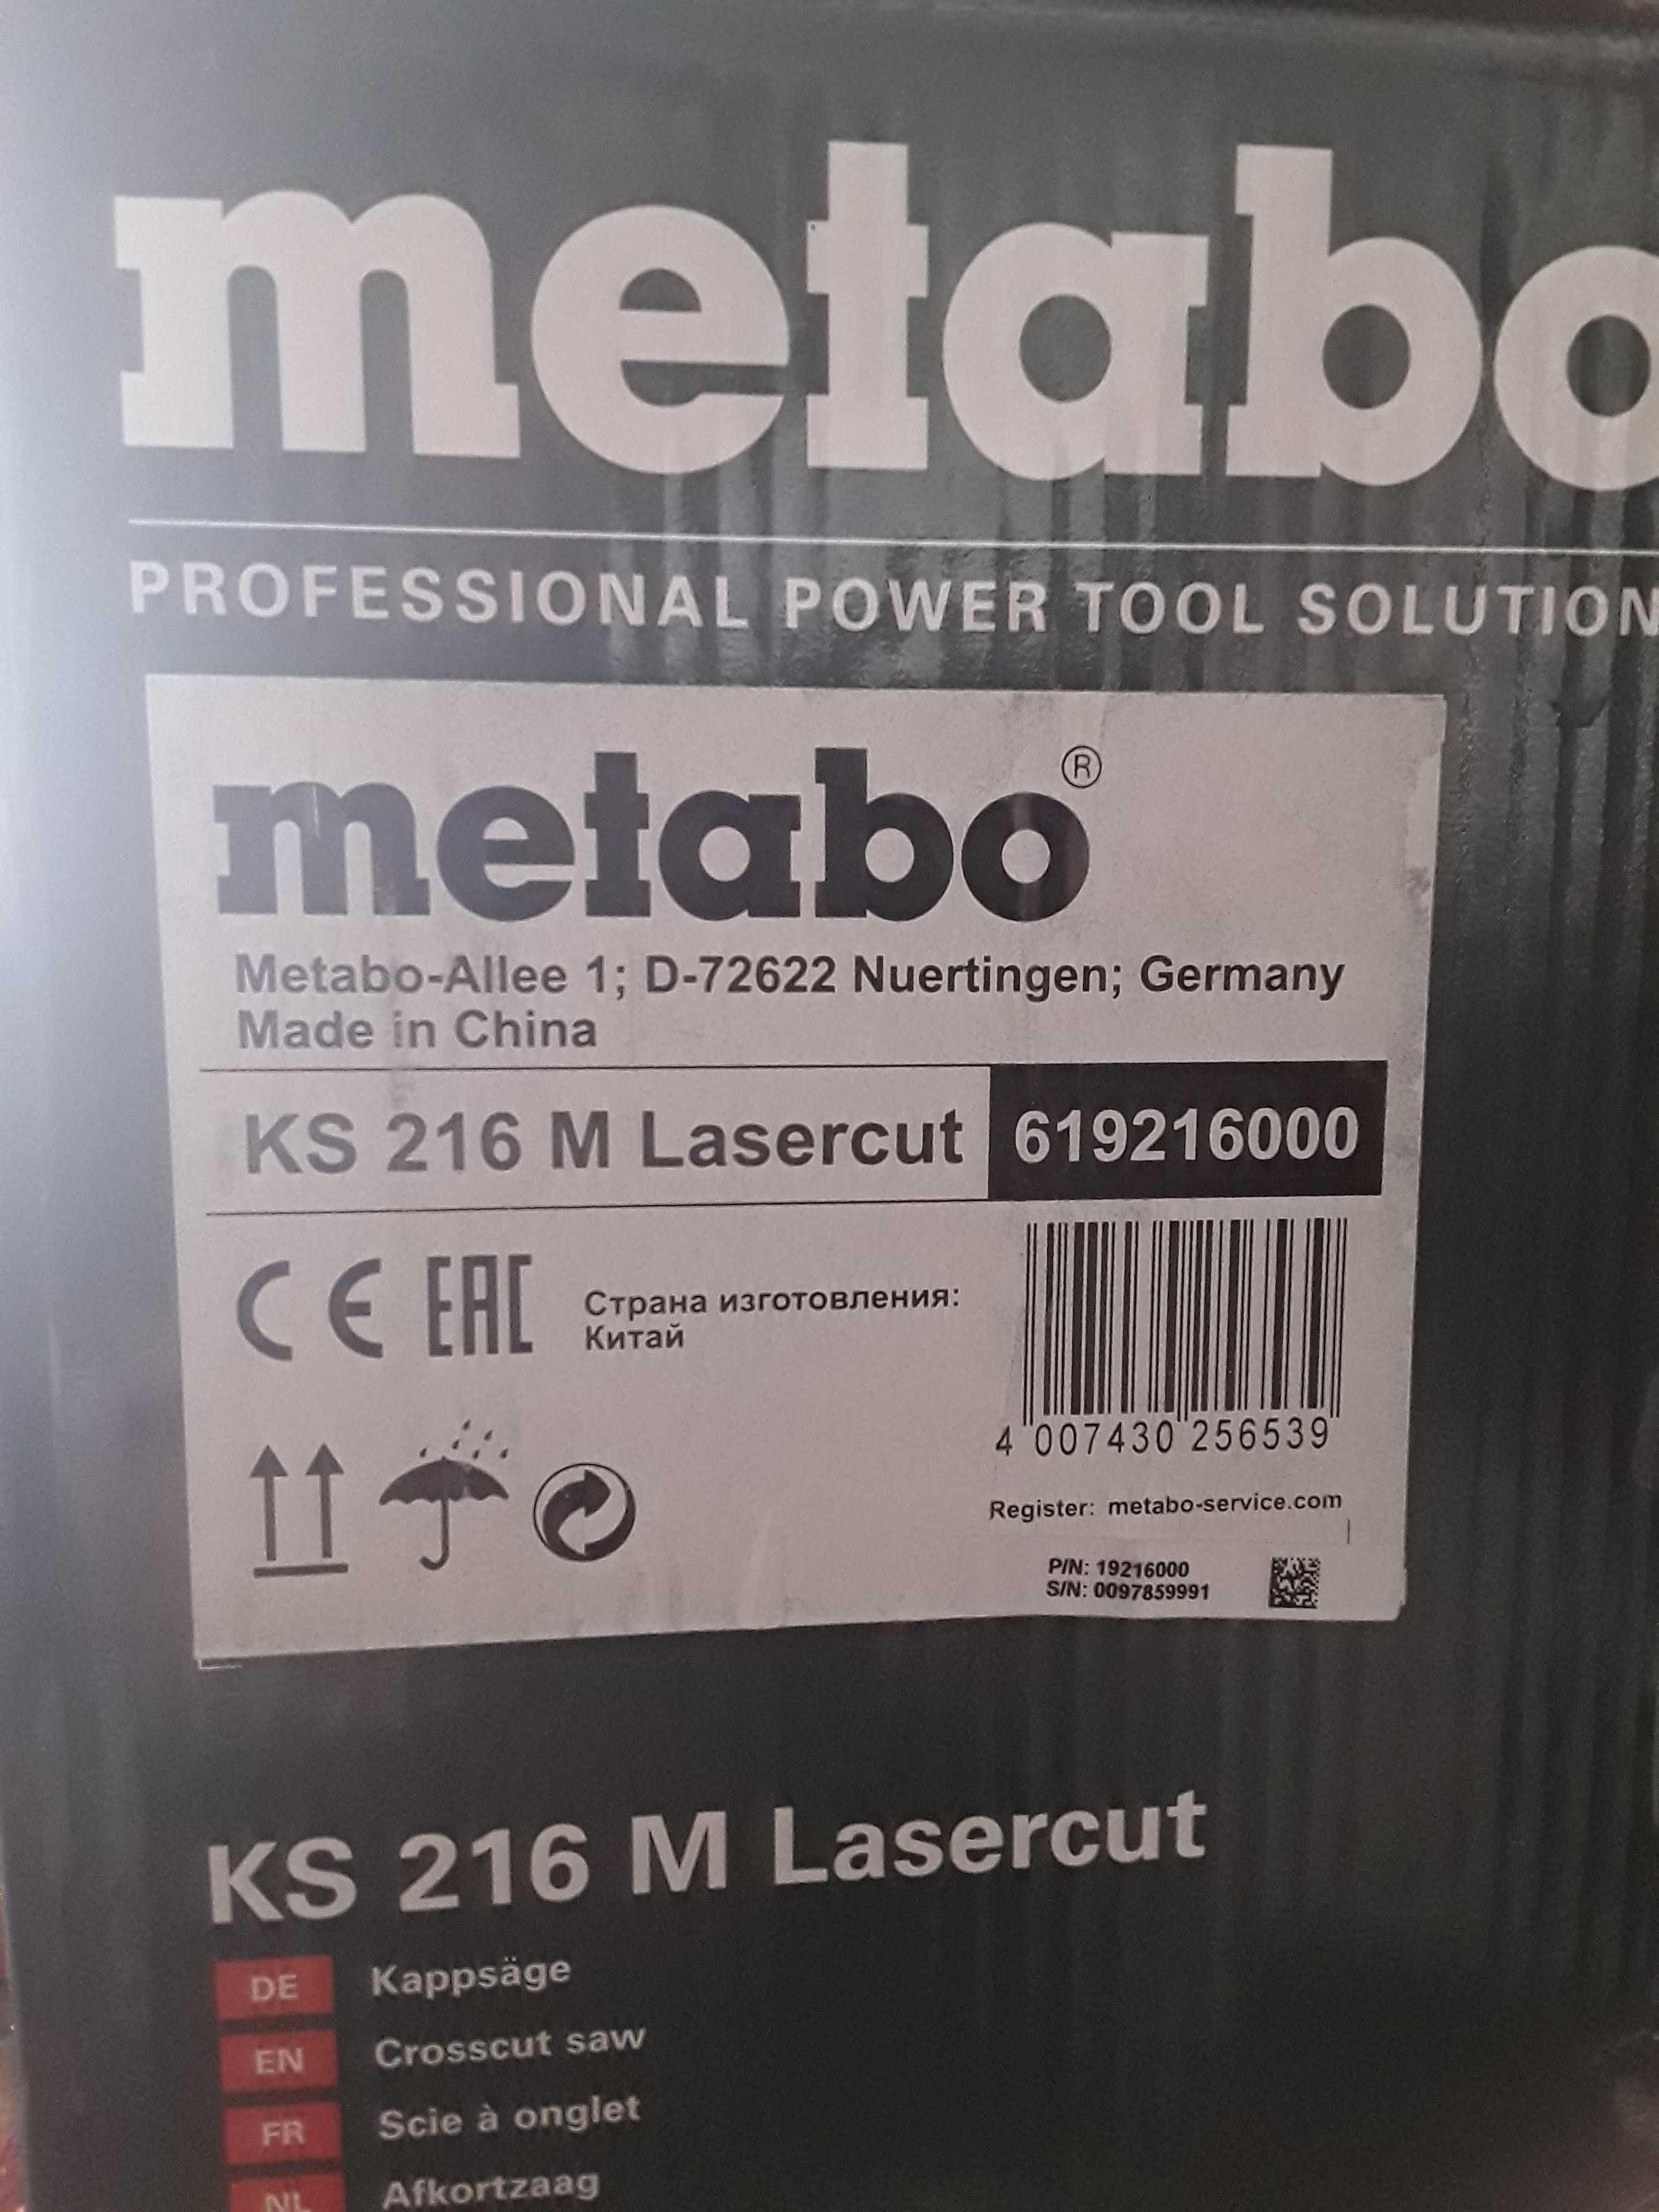 metabo
PROFESSIONAL POWER TOOL SOLUTION
metabo®
Metabo-Allee 1; D-72622 Nuertingen; Germany
Made in China
KS 216 M Lasercut 619216000
CE EAC Страна изготовления:
Китай
4 007430 256539
Register: metabo-service.com
P/N: 19216000
S/N: 0097859991
KS 216 M Lasercut
DE Kappsäge
EN Crosscut saw
FR Scie à onglet
NL Afkortzaag